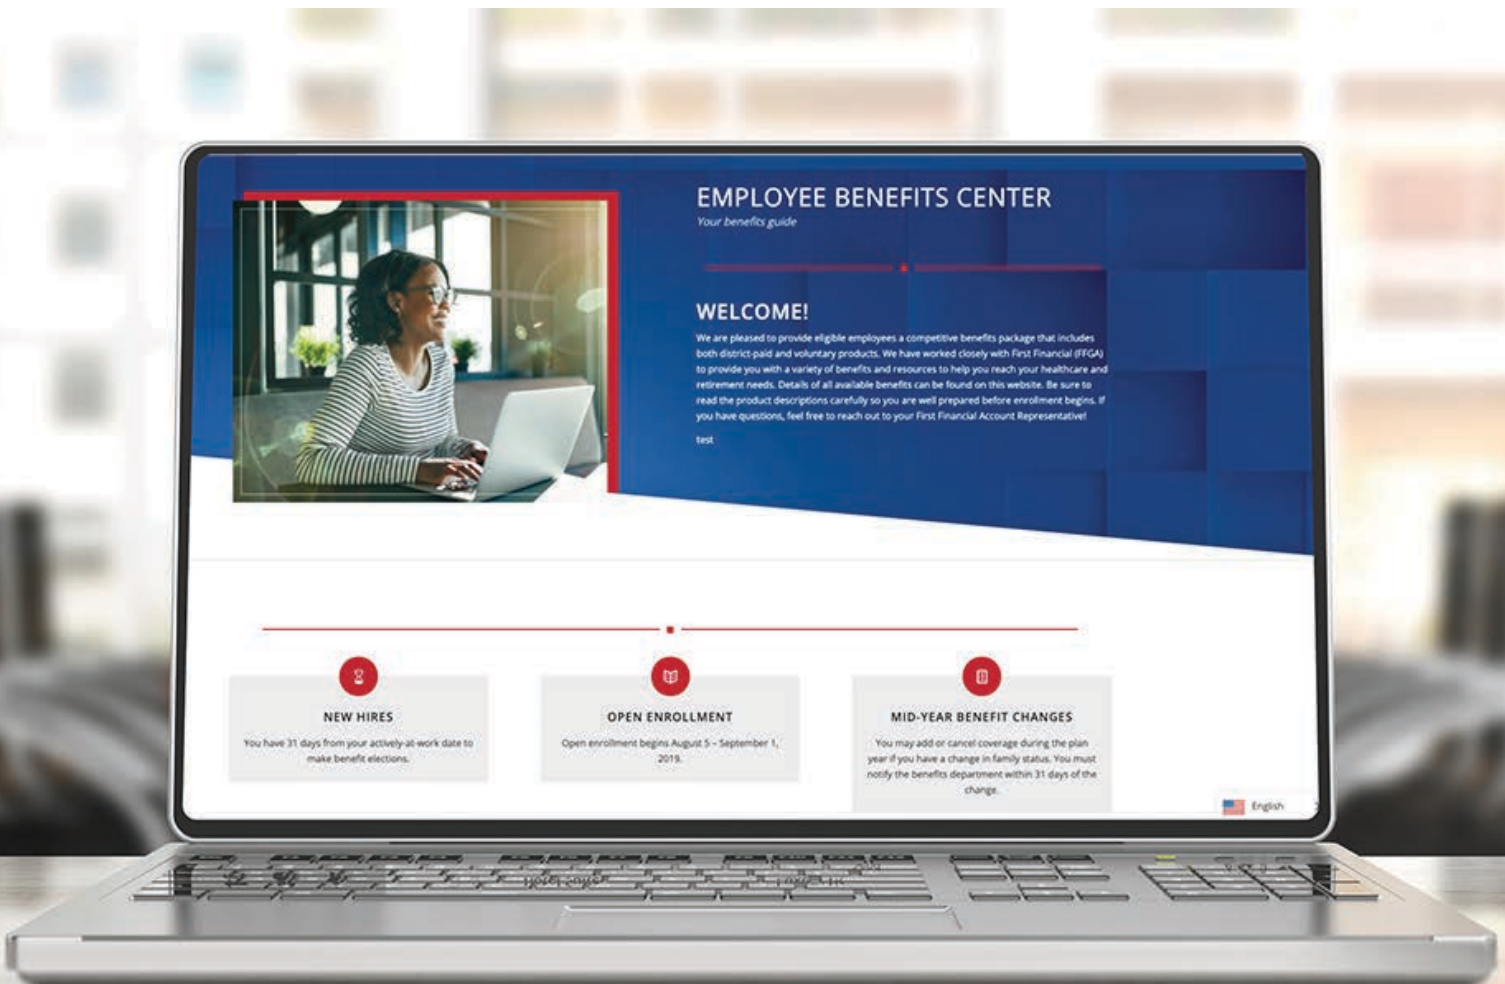 EMPLOYEE BENEFITS CENTER
Your benefits guide
WELCOME!
We are pleased to provide eligible employees a competitive benefits package that includes
both district-paid and voluntary products. We have worked closely with First Financial (FFGA)
to provide you with a variety of benefits and resources to help you reach your healthcare and
retirement needs. Details of all available benefits can be found on this website. Be sure to
read the product descriptions carefully so you are well prepared before enrollment begins. If
you have questions, feel free to reach out to your First Financial Account Representative!
test
NEW HIRES
You have 31 days from your actively-at-work date to
make benefit elections.
OPEN ENROLLMENT
Open enrollment begins August 5 – September 1,
2019.
MID-YEAR BENEFIT CHANGES
You may add or cancel coverage during the plan
year if you have a change in family status. You must
notify the benefits department within 31 days of the
change.
English